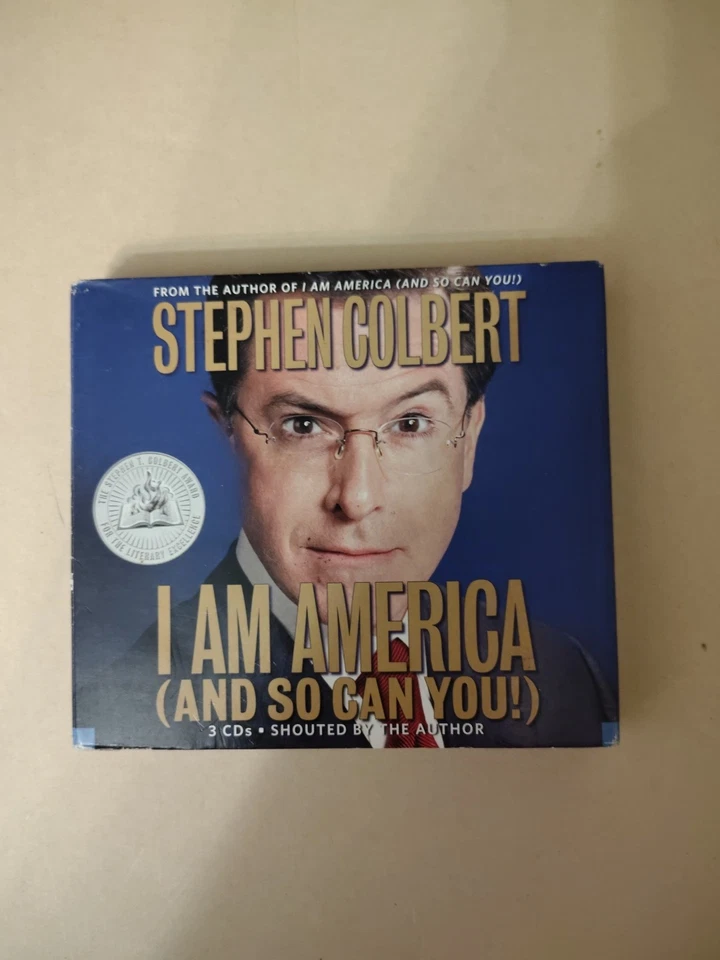 FROM THE AUTHOR OF I AM AMERICA (AND SO CAN YOU!)
STEPHEN COLBERT
THE STEPHEN T. COLBERT AWARD
FOR THE LITERARY EXCELLENCE
I AM AMERICA
(AND SO CAN YOU!)
3 CDs • SHOUTED BY THE AUTHOR